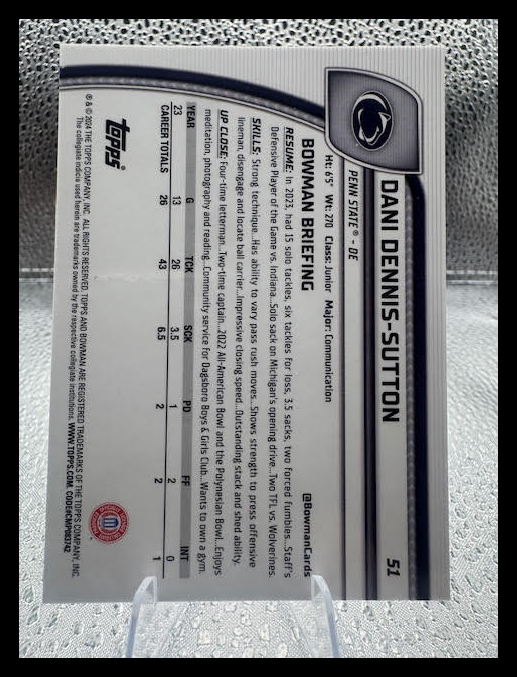 51
DANI DENNIS-SUTTON
PENN STATE® - DE
Ht: 6'5" Wt: 270 Class: Junior Major: Communication
BOWMAN BRIEFING @BowmanCards
RESUME: In 2023, had 15 solo tackles, six tackles for loss, 3.5 sacks, two forced fumbles...Staff's
Defensive Player of the Game vs. Indiana...Solo sack on Michigan's opening drive...Two TFL vs. Wolverines.
SKILLS: Strong technique...Has ability to vary pass rush moves. Shows strength to press offensive
lineman, disengage and locate ball carrier...Impressive closing speed...Outstanding stack and shed ability.
UP CLOSE: Four-time letterman...Two-time captain...2022 All-American Bowl and the Polynesian Bowl...Enjoys
meditation, photography and reading...Community service for Dagsboro Boys & Girls Club...Wants to own a gym.
YEAR G TCK SCK PD FF INT
23 13 26 3.5 1 2 0
CAREER TOTALS 26 43 6.5 2 2 1
topps
® & © 2024 THE TOPPS COMPANY, INC. ALL RIGHTS RESERVED. TOPPS AND BOWMAN ARE REGISTERED TRADEMARKS OF THE TOPPS COMPANY, INC.
The collegiate indicia used herein are trademarks owned by the respective collegiate institutions. WWW.TOPPS.COM. CODE#CMP083742